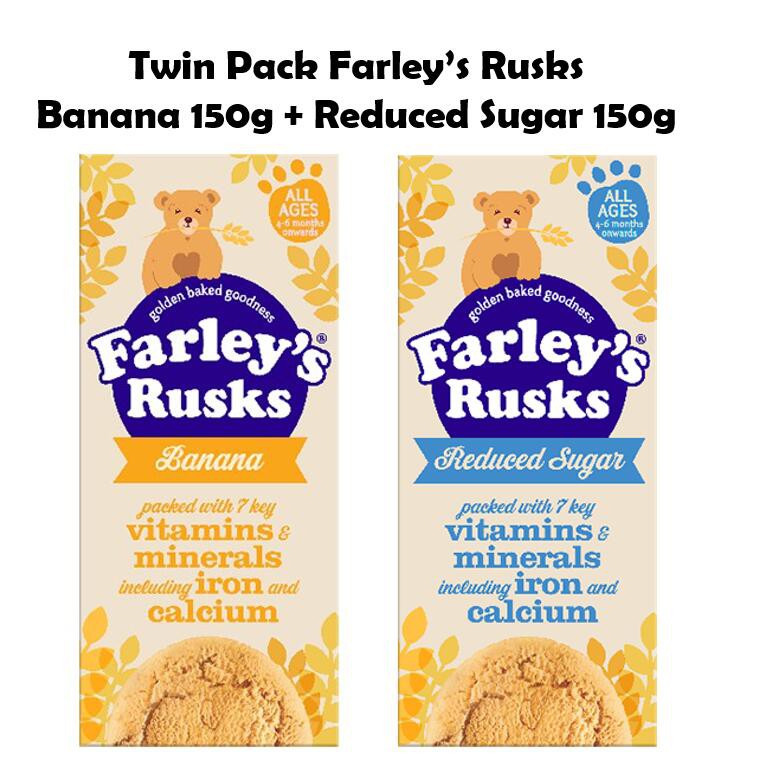 Twin Pack Farley's Rusks
Banana 150g + Reduced Sugar 150g
ALL
AGES
4-6 months
onwards
golden baked goodness
Farley's®
Rusks
Banana
packed with 7 key
vitamins &
minerals
including iron and
calcium
ALL
AGES
4-6 months
onwards
golden baked goodness
Farley's®
Rusks
Reduced Sugar
packed with 7 key
vitamins &
minerals
including iron and
calcium